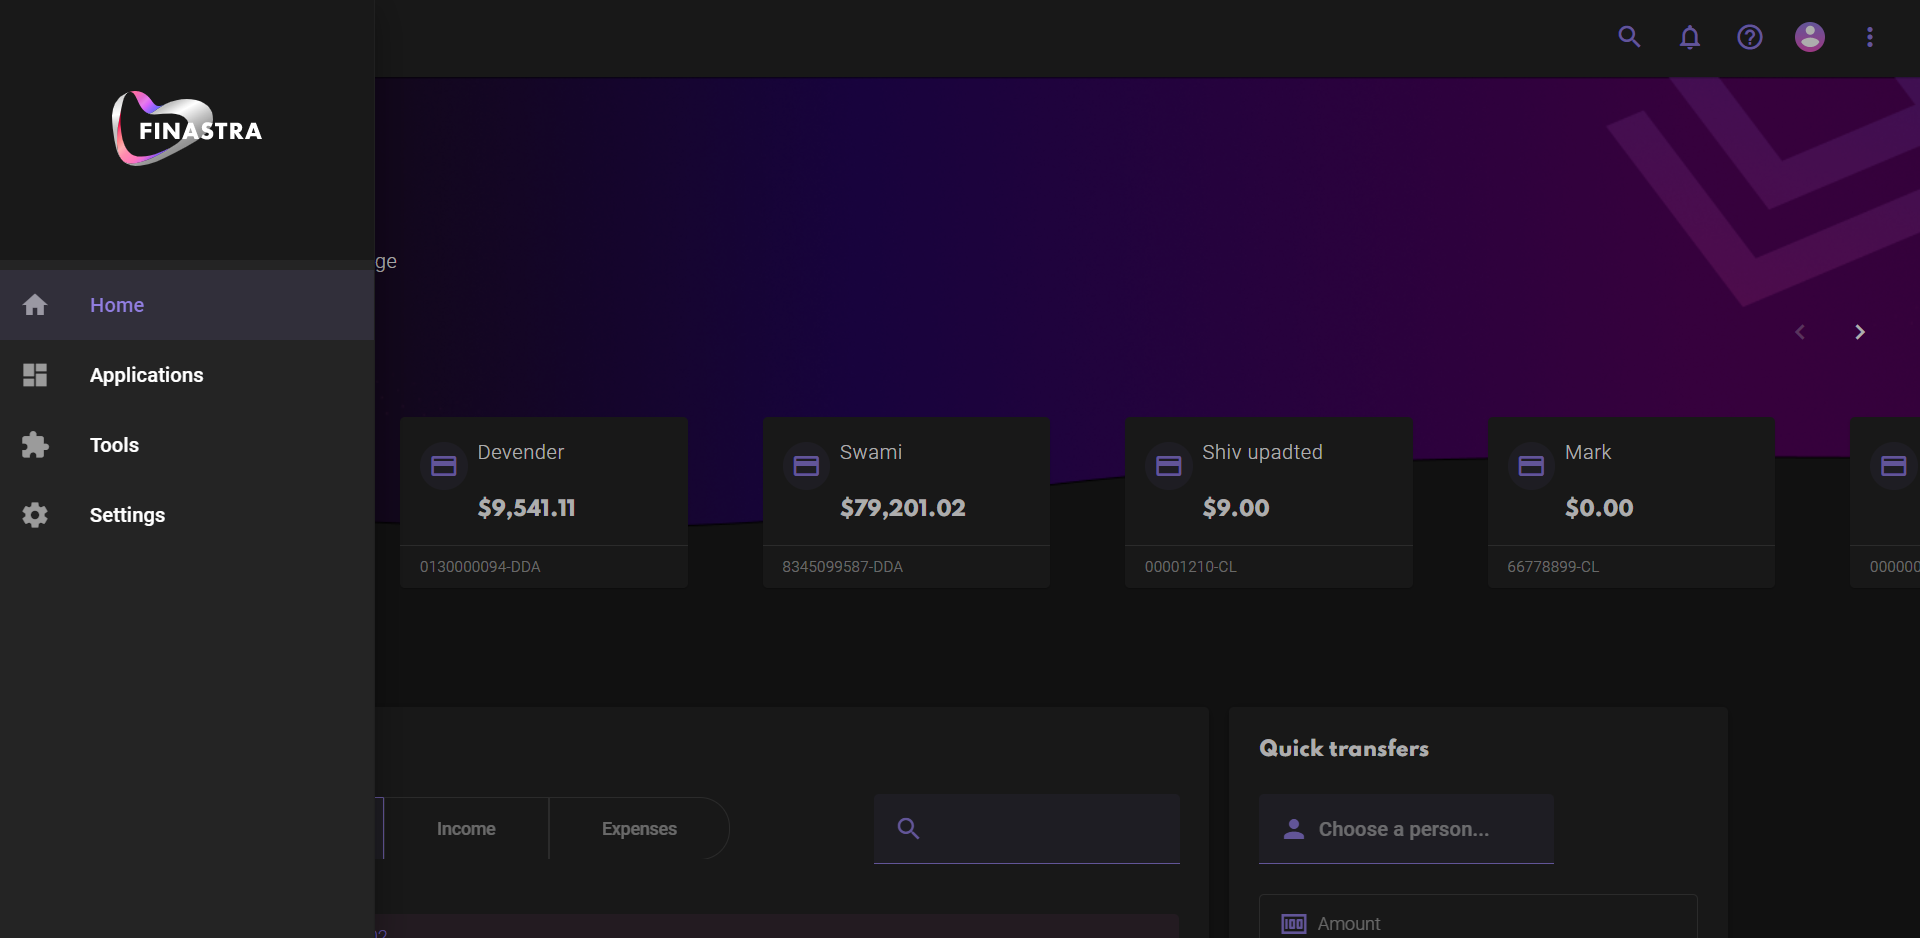 FINASTRA
Home
Applications
Tools
Settings
ge
Devender
$9,541.11
0130000094-DDA
Swami
$79,201.02
8345099587-DDA
Shiv upadted
$9.00
00001210-CL
Mark
$0.00
66778899-CL
000000
Income
Expenses
Quick transfers
Choose a person...
Amount